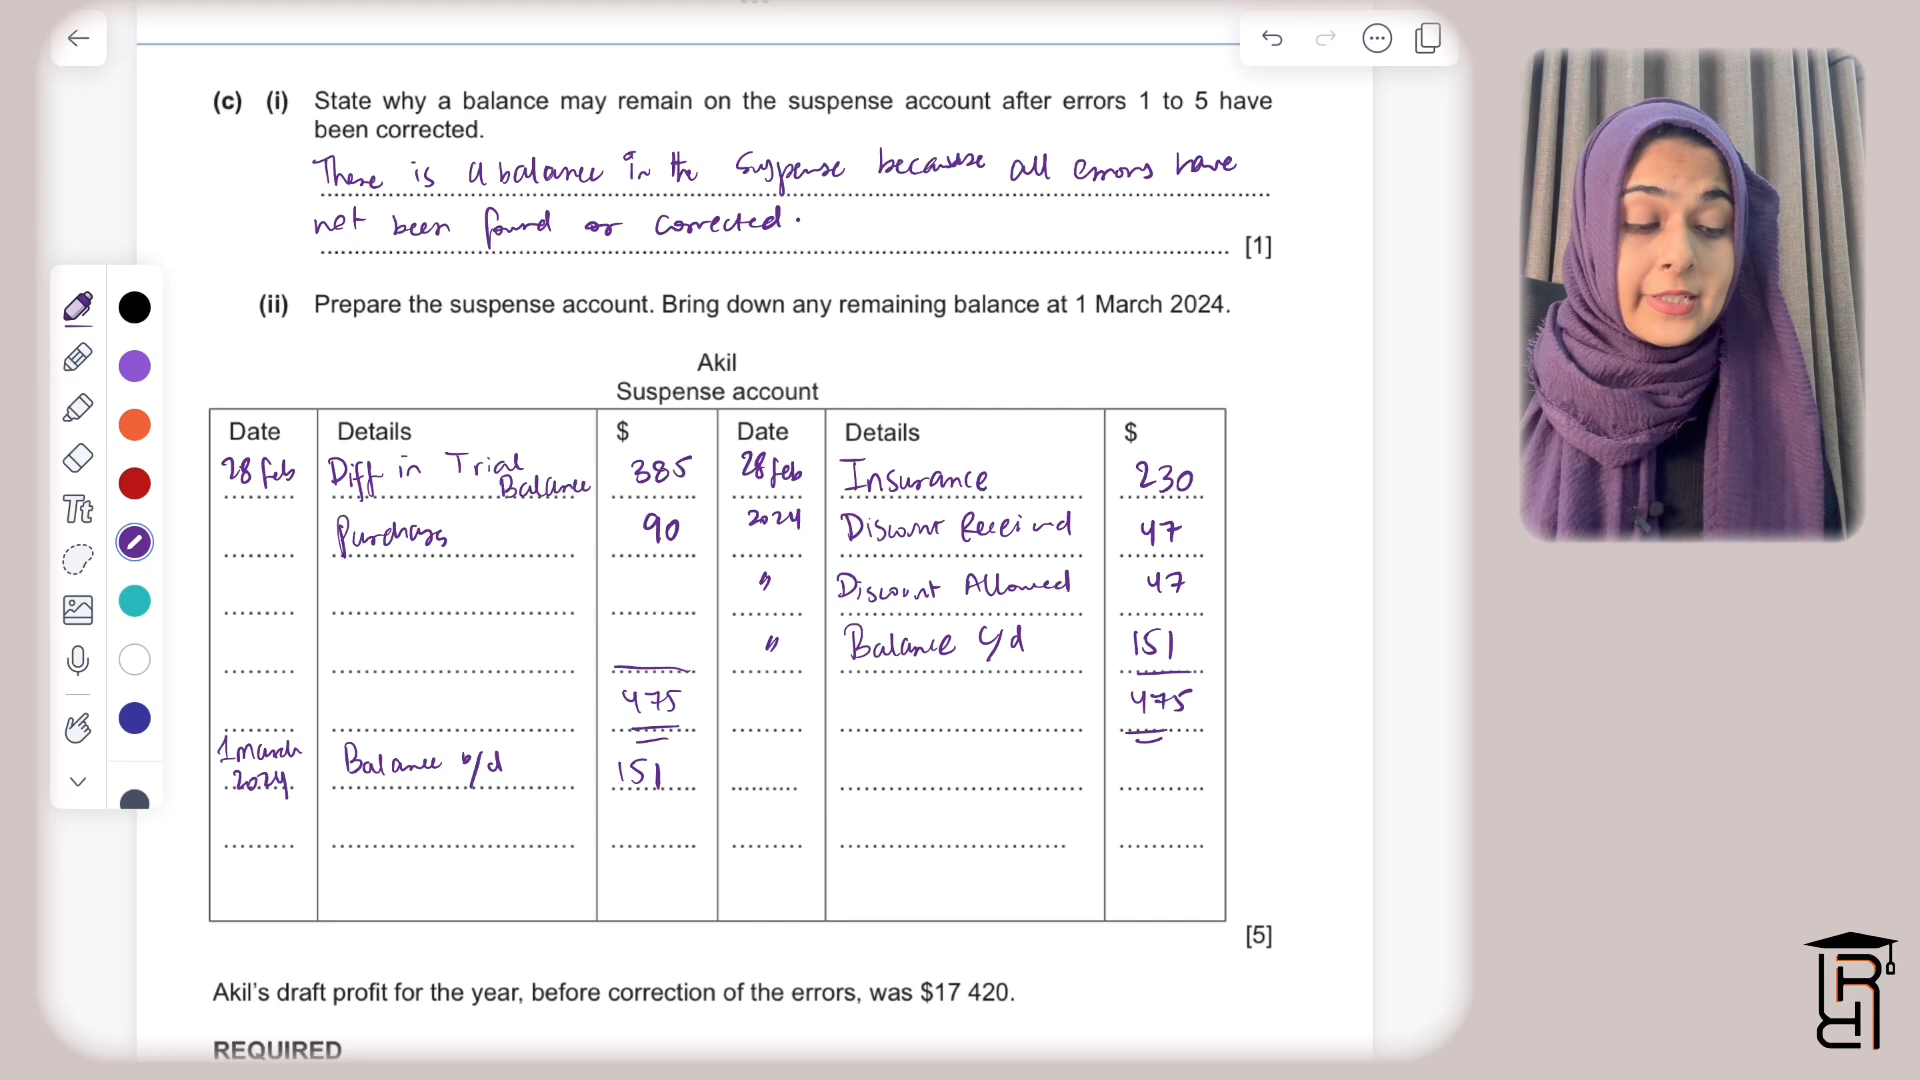 (c) (i) State why a balance may remain on the suspense account after errors 1 to 5 have
been corrected.
There is a balance in the Suspense because all errors have
not been found or corrected.
[1]
(ii) Prepare the suspense account. Bring down any remaining balance at 1 March 2024.
Akil
Suspense account
Date Details $ Date Details $
28 Feb Diff in Trial Balance 385 28 Feb Insurance 230
Purchases 90 2024 Discount Received 47
" Discount Allowed 47
" Balance c/d 151
475 475
1 March 2024 Balance b/d 151
[5]
Akil's draft profit for the year, before correction of the errors, was $17 420.
REQUIRED
Tt